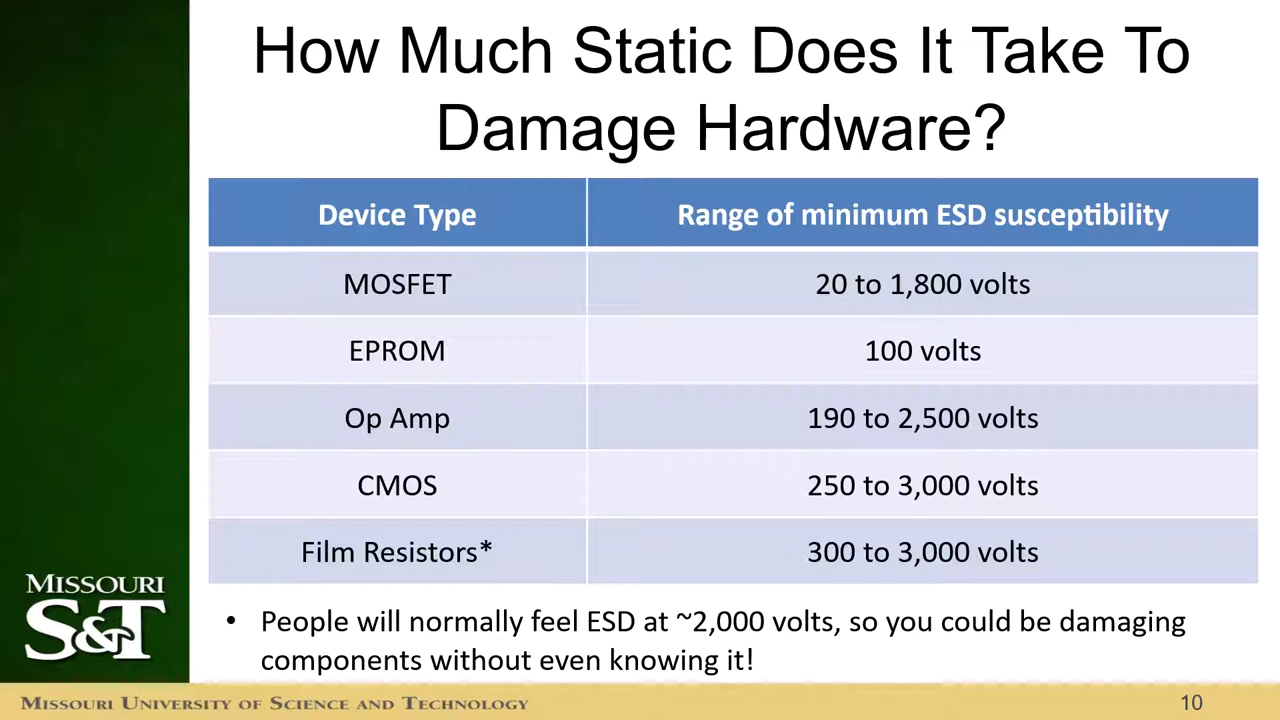 How Much Static Does It Take To
Damage Hardware?
Device Type Range of minimum ESD susceptibility
MOSFET 20 to 1,800 volts
EPROM 100 volts
Op Amp 190 to 2,500 volts
CMOS 250 to 3,000 volts
Film Resistors* 300 to 3,000 volts
• People will normally feel ESD at ~2,000 volts, so you could be damaging
components without even knowing it!
MISSOURI
S&T
MISSOURI UNIVERSITY OF SCIENCE AND TECHNOLOGY 10